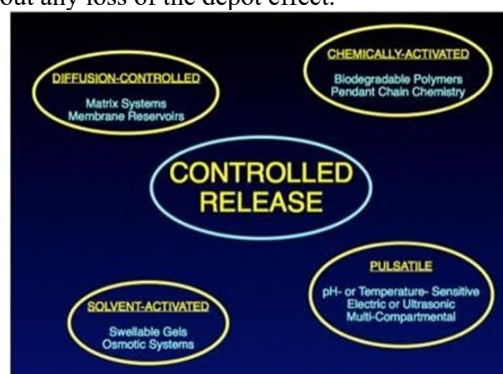 out any loss of the depot effect.
DIFFUSION-CONTROLLED
Matrix Systems
Membrane Reservoirs
CHEMICALLY-ACTIVATED
Biodegradable Polymers
Pendant Chain Chemistry
CONTROLLED
RELEASE
SOLVENT-ACTIVATED
Swellable Gels
Osmotic Systems
PULSATILE
pH- or Temperature- Sensitive
Electric or Ultrasonic
Multi-Compartmental